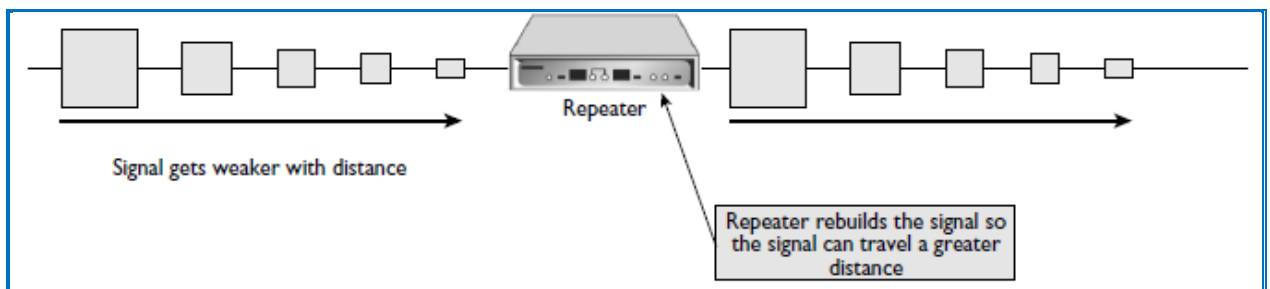 Repeater
Signal gets weaker with distance
Repeater rebuilds the signal so
the signal can travel a greater
distance